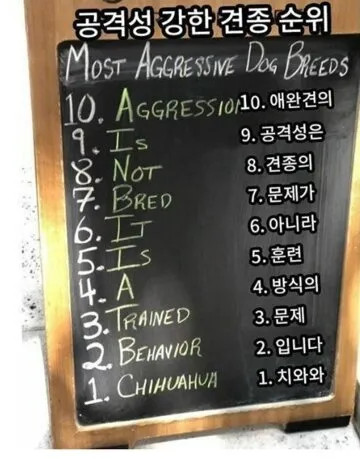 공격성 강한 견종 순위
MOST AGGRESSIVE DOG BREEDS
10. AGGRESSION 10. 애완견의
9. IS 9. 공격성은
8. NOT 8. 견종의
7. BRED 7. 문제가
6. IT 6. 아니라
5. IS 5. 훈련
4. A 4. 방식의
3. TRAINED 3. 문제
2. BEHAVIOR 2. 입니다
1. CHIHUAHUA 1. 치와와